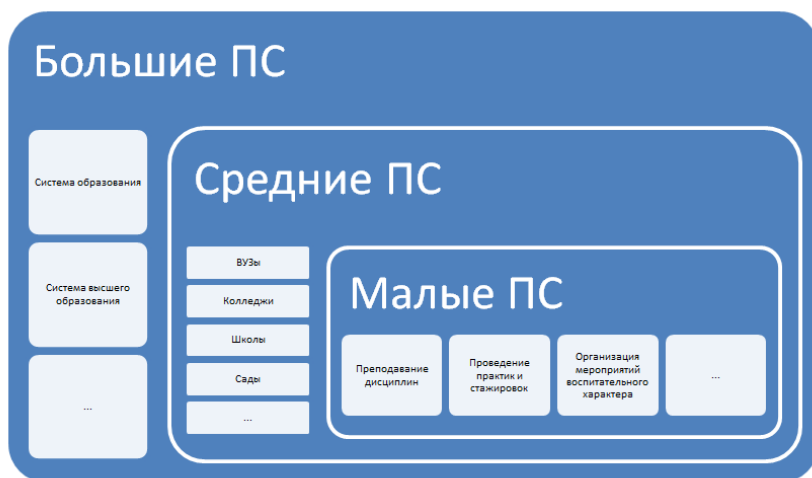 Большие ПС
Система образования
Система высшего
образования
...
Средние ПС
ВУЗы
Колледжи
Школы
Сады
...
Малые ПС
Преподавание
дисциплин
Проведение
практик и
стажировок
Организация
мероприятий
воспитательного
характера
...